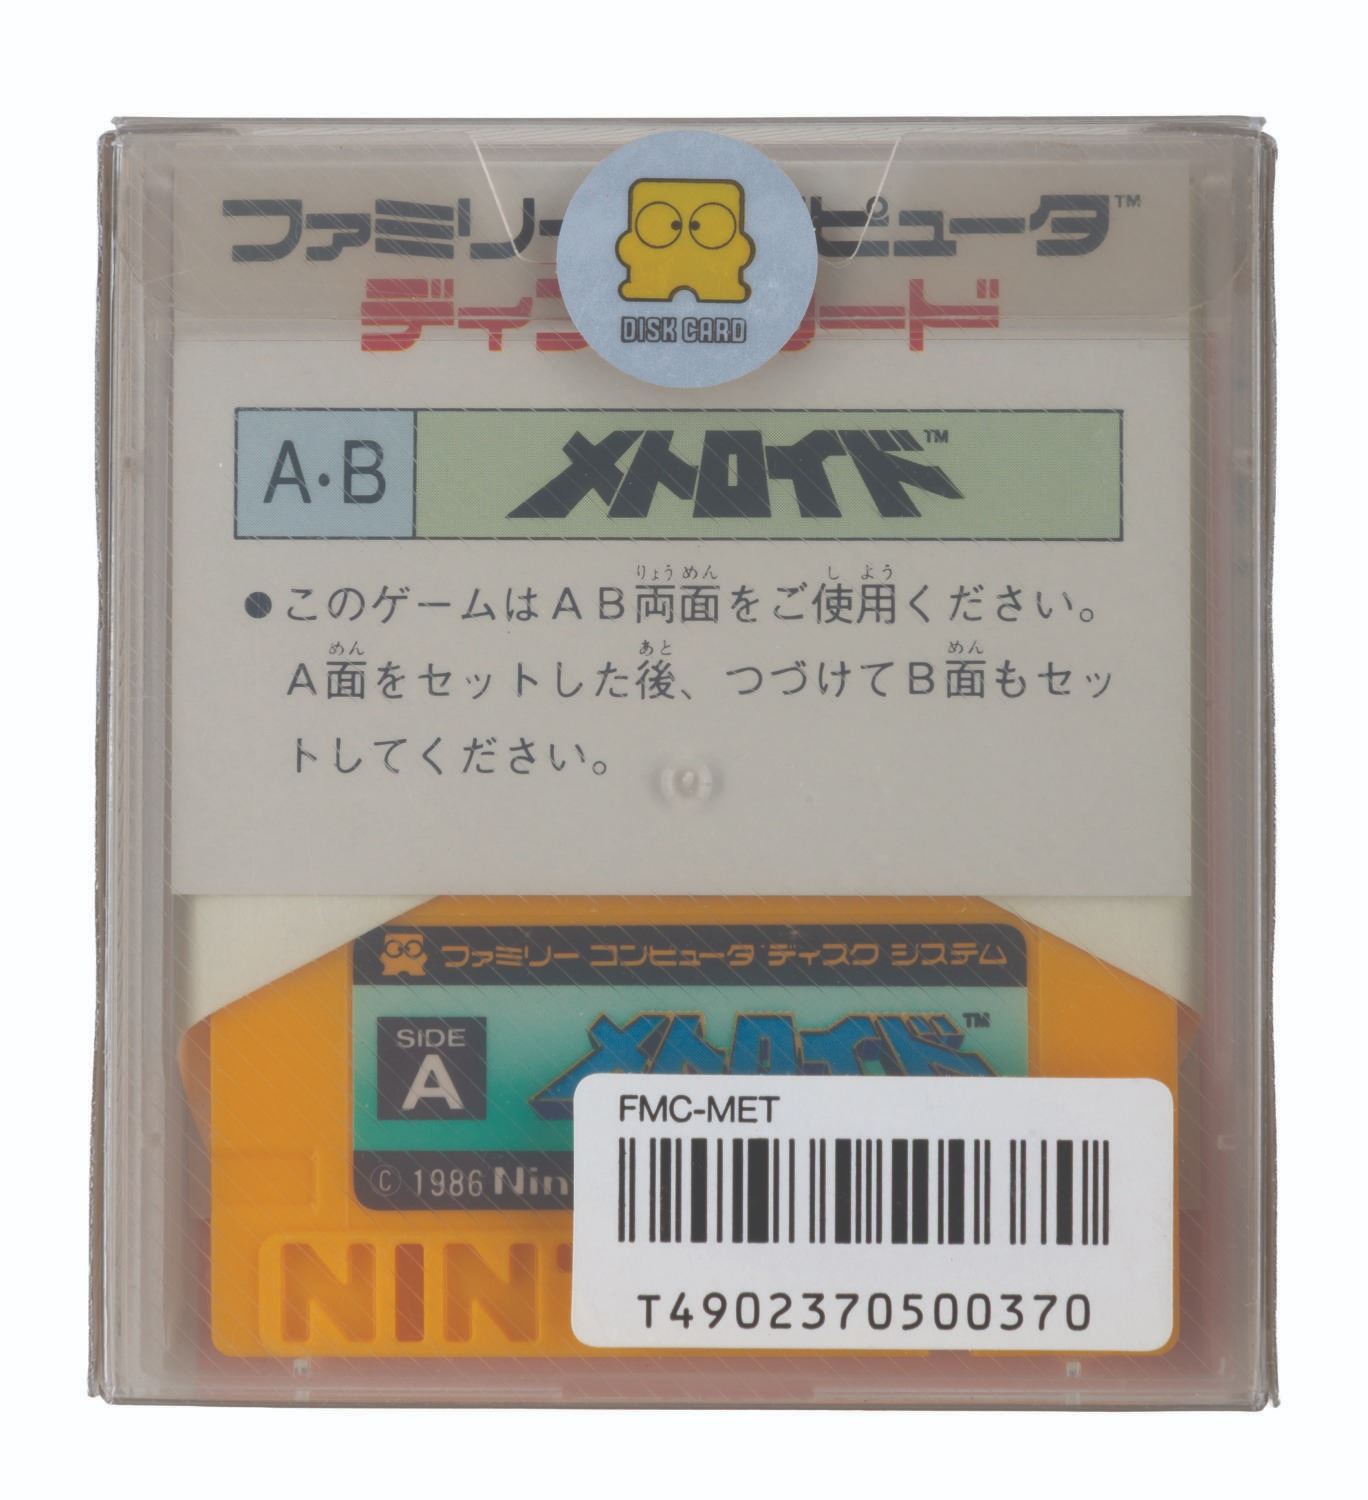 ファミリー ピュータ™
DISK CARD
ディ ード
A・B
メトロイド™
●このゲームはAB両面をご使用ください。
りょうめん しよう
A面をセットした後、つづけてB面もセッ
めん あと めん
トしてください。
ファミリー コンピュータ ディスク システム
SIDE
A
メトロイド™
© 1986 Nin
NIN
FMC-MET
T4902370500370